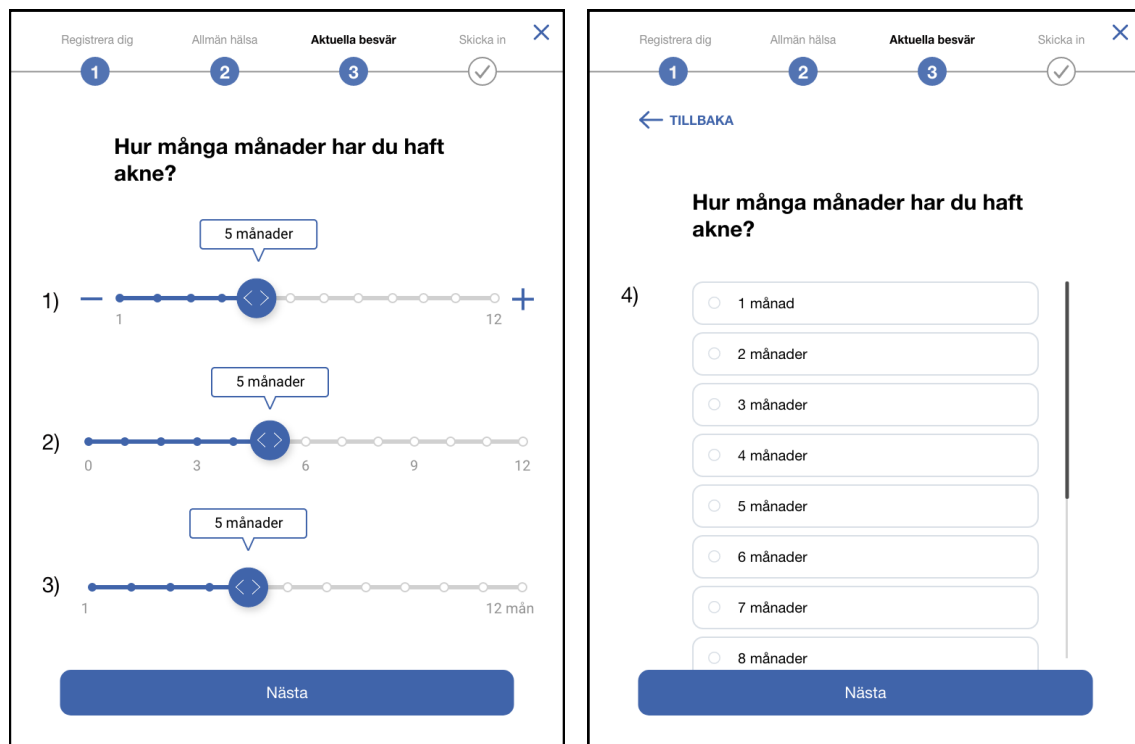 Registrera dig
Allmän hälsa
Aktuella besvär
Skicka in
1
2
3
Hur många månader har du haft
akne?
5 månader
1)
1
12
5 månader
2)
0
3
6
9
12
5 månader
3)
1
12 mån
Nästa
Registrera dig
Allmän hälsa
Aktuella besvär
Skicka in
1
2
3
TILLBAKA
Hur många månader har du haft
akne?
4)
1 månad
2 månader
3 månader
4 månader
5 månader
6 månader
7 månader
8 månader
Nästa